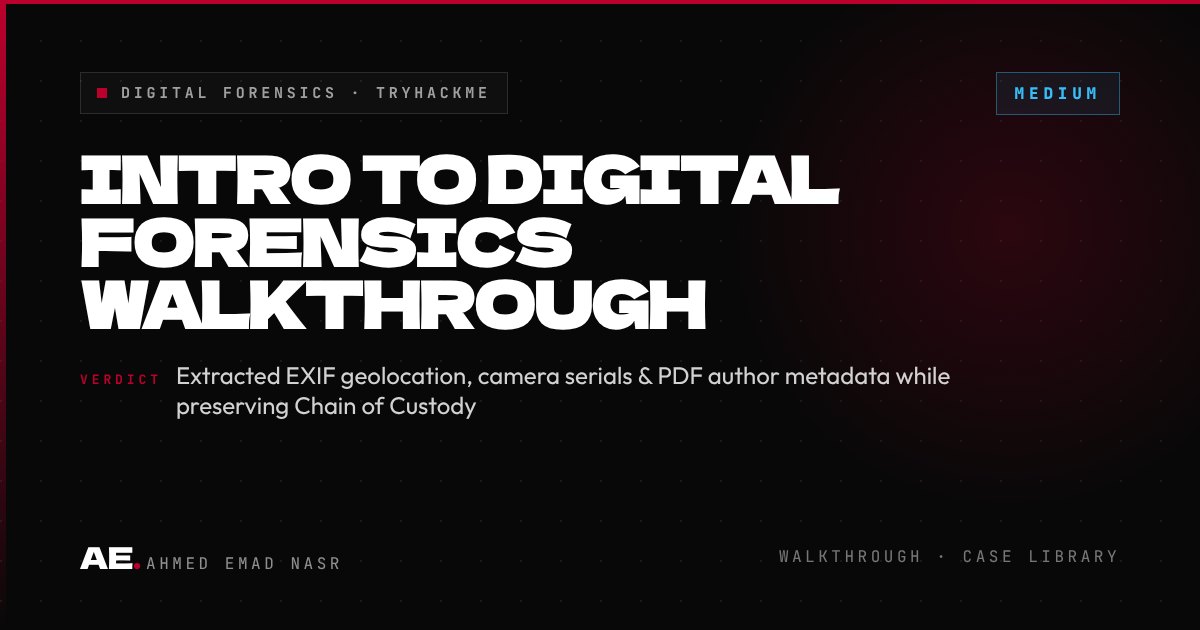 DIGITAL FORENSICS · TRYHACKME
MEDIUM
INTRO TO DIGITAL
FORENSICS
WALKTHROUGH
VERDICT Extracted EXIF geolocation, camera serials & PDF author metadata while
preserving Chain of Custody
AE. AHMED EMAD NASR
WALKTHROUGH · CASE LIBRARY